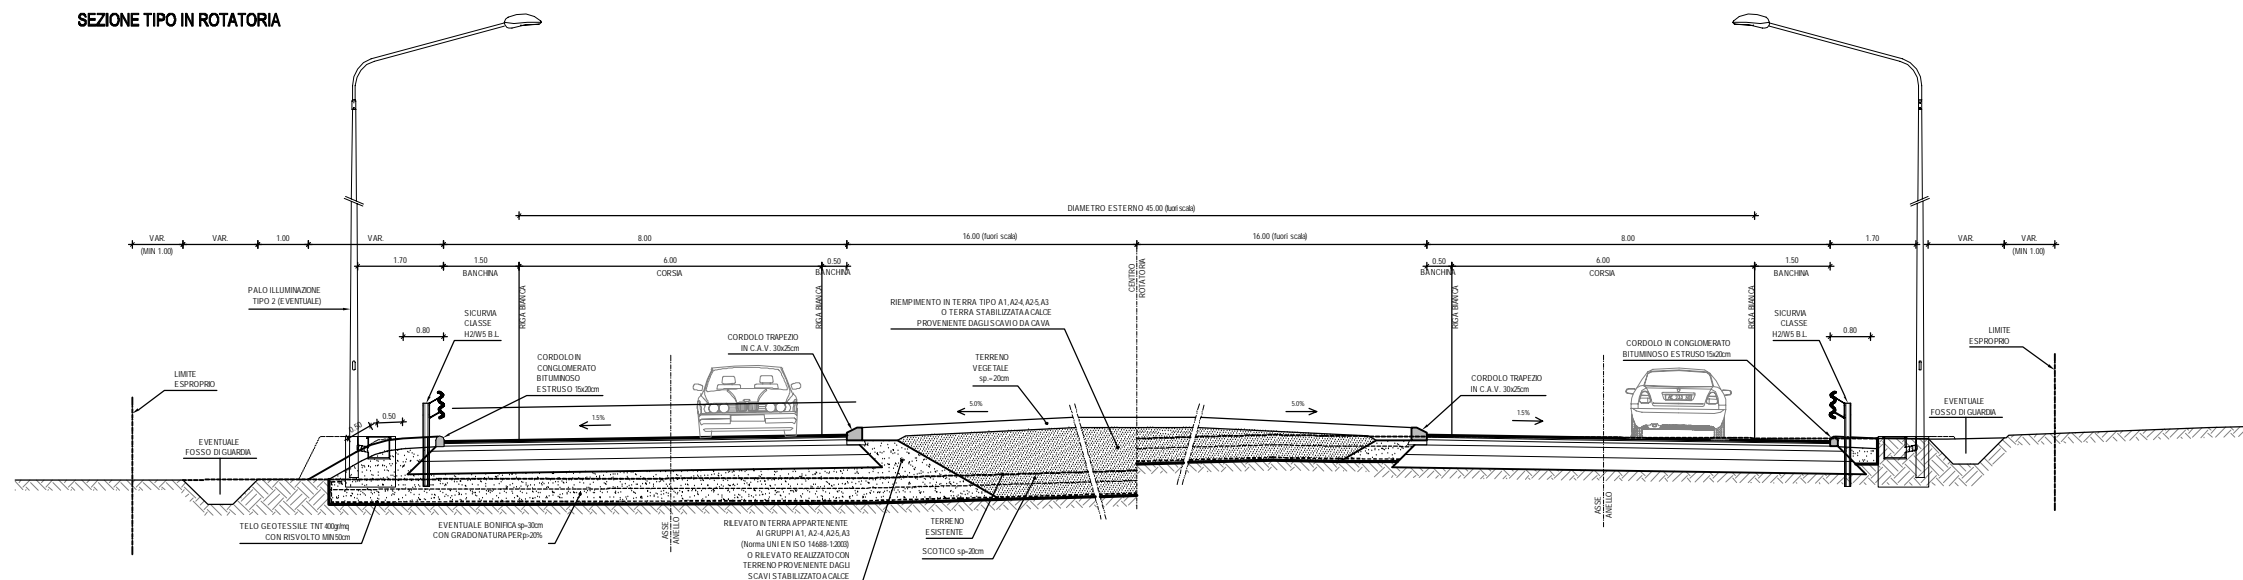 SEZIONE TIPO IN ROTATORIA
DIAMETRO ESTERNO 45.00 (fuori scala)
VAR.
(MIN 1.00)
VAR.
1.00
VAR.
8.00
16.00 (fuori scala)
16.00 (fuori scala)
8.00
1.70
VAR.
VAR.
(MIN 1.00)
1.70
1.50
BANCHINA
6.00
CORSIA
0.50
BANCHINA
0.50
BANCHINA
6.00
CORSIA
1.50
BANCHINA
CENTRO
ROTATORIA
RIGA BIANCA
RIGA BIANCA
RIGA BIANCA
RIGA BIANCA
PALO ILLUMINAZIONE
TIPO 2 (EVENTUALE)
SICURVIA
CLASSE
H2/W5 B.L.
0.80
CORDOLO IN
CONGLOMERATO
BITUMINOSO
ESTRUSO 15x20cm
CORDOLO TRAPEZIO
IN C.A.V. 30x25cm
RIEMPIMENTO IN TERRA TIPO A1, A2-4, A2-5, A3
O TERRA STABILIZZATA A CALCE
PROVENIENTE DAGLI SCAVI O DA CAVA
TERRENO
VEGETALE
sp.=20cm
CORDOLO TRAPEZIO
IN C.A.V. 30x25cm
CORDOLO IN CONGLOMERATO
BITUMINOSO ESTRUSO 15x20cm
SICURVIA
CLASSE
H2/W5 B.L.
0.80
LIMITE
ESPROPRIO
LIMITE
ESPROPRIO
0.50
0.50
1.5%
5.0%
5.0%
1.5%
EVENTUALE
FOSSO DI GUARDIA
EVENTUALE
FOSSO DI GUARDIA
TELO GEOTESSILE TNT 400gr/mq
CON RISVOLTO MIN 50cm
EVENTUALE BONIFICA sp=30cm
CON GRADONATURA PER p>20%
ASSE
ANELLO
RILEVATO IN TERRA APPARTENENTE
AI GRUPPI A1, A2-4, A2-5, A3
(Norma UNI EN ISO 14688-1:2003)
O RILEVATO REALIZZATO CON
TERRENO PROVENIENTE DAGLI
SCAVI STABILIZZATO A CALCE
TERRENO
ESISTENTE
SCOTICO sp=20cm
ASSE
ANELLO